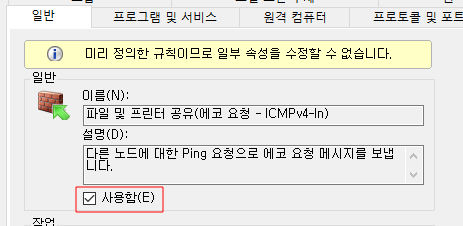 일반
프로그램 및 서비스
원격 컴퓨터
프로토콜 및 포트
미리 정의한 규칙이므로 일부 속성을 수정할 수 없습니다.
일반
이름(N):
파일 및 프린터 공유(에코 요청 - ICMPv4-In)
설명(D):
다른 노드에 대한 Ping 요청으로 에코 요청 메시지를 보냅
니다.
사용함(E)
작업